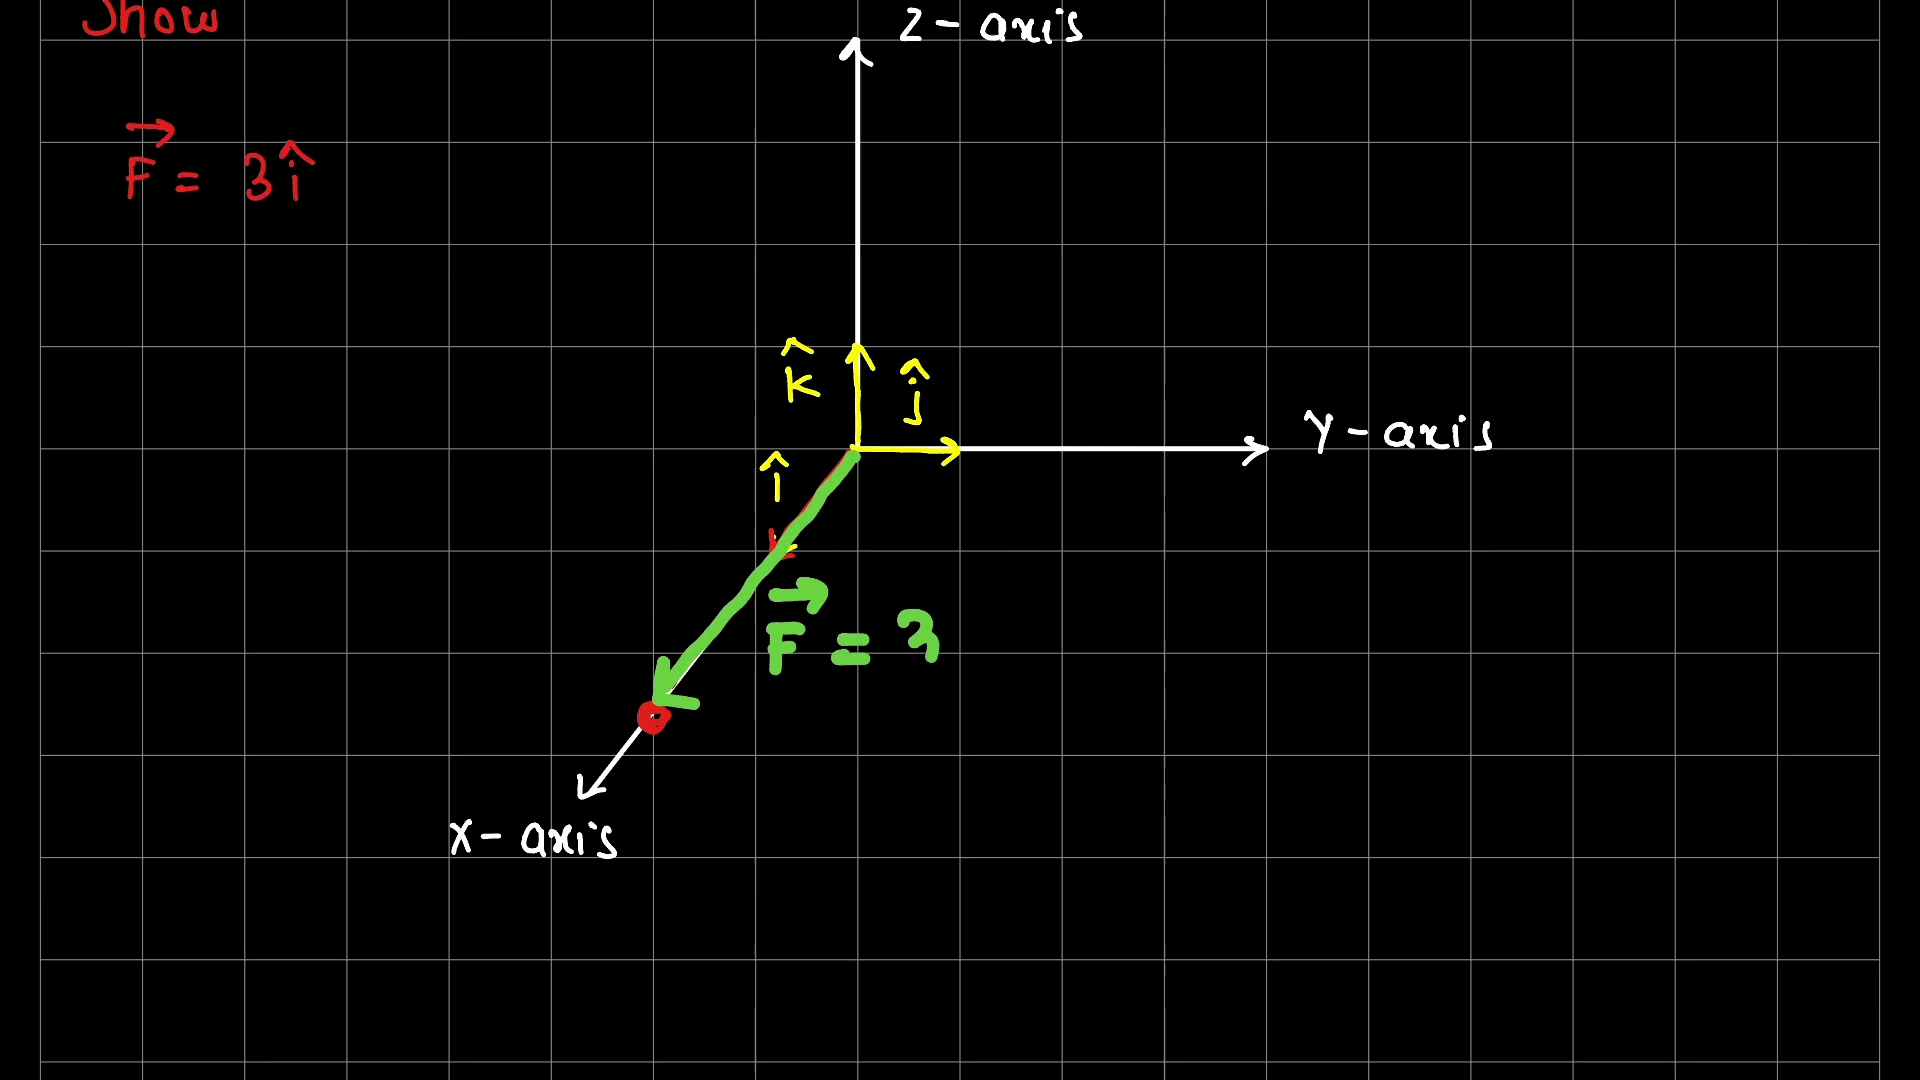 Show
Z-axis
F⃗ = 3î
k̂
ĵ
Y-axis
î
F⃗ = 3
X-axis